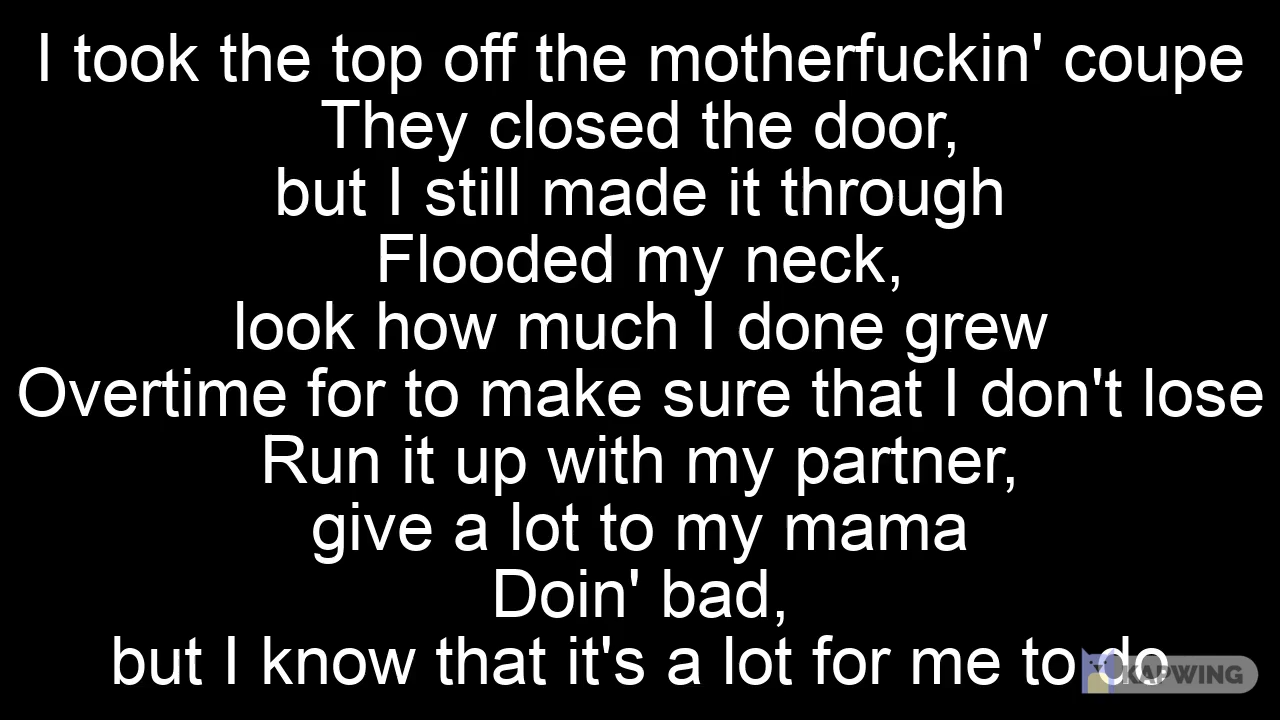 I took the top off the motherfuckin' coupe
They closed the door,
but I still made it through
Flooded my neck,
look how much I done grew
Overtime for to make sure that I don't lose
Run it up with my partner,
give a lot to my mama
Doin' bad,
but I know that it's a lot for me to do
KAPWING